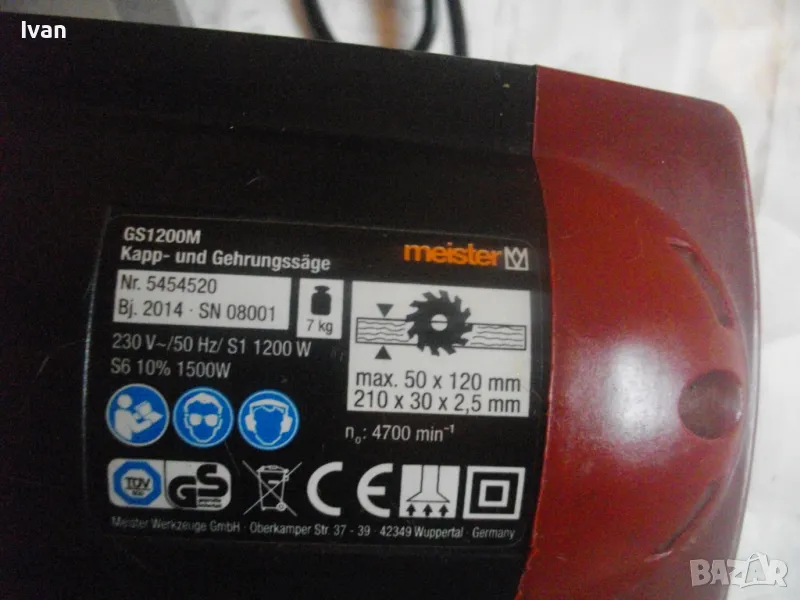 Ivan
GS1200M
Kapp- und Gehrungssäge
meister
Nr. 5454520
Bj. 2014 · SN 08001
7 kg
230 V~/50 Hz/ S1 1200 W
S6 10% 1500W
max. 50 x 120 mm
210 x 30 x 2,5 mm
n₀: 4700 min⁻¹
TÜV
GS
CE
Meister Werkzeuge GmbH · Oberkamper Str. 37 - 39 · 42349 Wuppertal · Germany
BAZAR